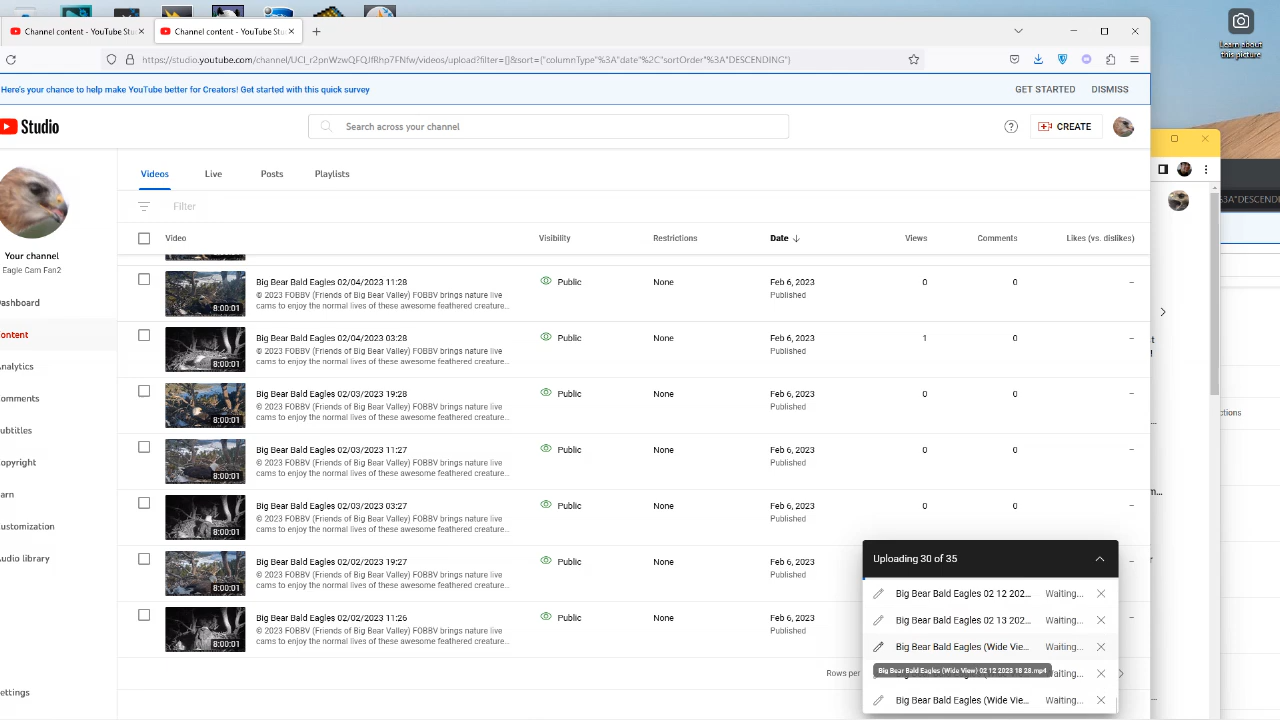 Learn about
this picture
Channel content - YouTube Stu
Channel content - YouTube Stu
Here's your chance to help make YouTube better for Creators! Get started with this quick survey
GET STARTED
DISMISS
Studio
Search across your channel
CREATE
Videos
Live
Posts
Playlists
Filter
Video
Visibility
Restrictions
Date
Views
Comments
Likes (vs. dislikes)
Your channel
Eagle Cam Fan2
ashboard
ontent
nalytics
omments
ubtitles
opyright
arn
ustomization
udio library
ettings
Big Bear Bald Eagles 02/04/2023 11:28
© 2023 FOBBV (Friends of Big Bear Valley) FOBBV brings nature live
cams to enjoy the normal lives of these awesome feathered creature...
8:00:01
Public
None
Feb 6, 2023
Published
0
0
–
Big Bear Bald Eagles 02/04/2023 03:28
© 2023 FOBBV (Friends of Big Bear Valley) FOBBV brings nature live
cams to enjoy the normal lives of these awesome feathered creature...
8:00:01
Public
None
Feb 6, 2023
Published
1
0
–
Big Bear Bald Eagles 02/03/2023 19:28
© 2023 FOBBV (Friends of Big Bear Valley) FOBBV brings nature live
cams to enjoy the normal lives of these awesome feathered creature...
8:00:01
Public
None
Feb 6, 2023
Published
0
0
–
Big Bear Bald Eagles 02/03/2023 11:27
© 2023 FOBBV (Friends of Big Bear Valley) FOBBV brings nature live
cams to enjoy the normal lives of these awesome feathered creature...
8:00:01
Public
None
Feb 6, 2023
Published
0
0
–
Big Bear Bald Eagles 02/03/2023 03:27
© 2023 FOBBV (Friends of Big Bear Valley) FOBBV brings nature live
cams to enjoy the normal lives of these awesome feathered creature...
8:00:01
Public
None
Feb 6, 2023
Published
0
0
–
Big Bear Bald Eagles 02/02/2023 19:27
© 2023 FOBBV (Friends of Big Bear Valley) FOBBV brings nature live
cams to enjoy the normal lives of these awesome feathered creature...
8:00:01
Public
None
Feb 6, 2023
Published
–
Big Bear Bald Eagles 02/02/2023 11:26
© 2023 FOBBV (Friends of Big Bear Valley) FOBBV brings nature live
cams to enjoy the normal lives of these awesome feathered creature...
8:00:01
Public
None
Feb 6, 2023
Published
–
Rows per
Uploading 30 of 35
Big Bear Bald Eagles 02 12 202... Waiting...
Big Bear Bald Eagles 02 13 202... Waiting...
Big Bear Bald Eagles (Wide Vie... Waiting...
Big Bear Bald Eagles (Wide View) 02 12 2023 18 28.mp4
aiting...
Big Bear Bald Eagles (Wide Vie... Waiting...